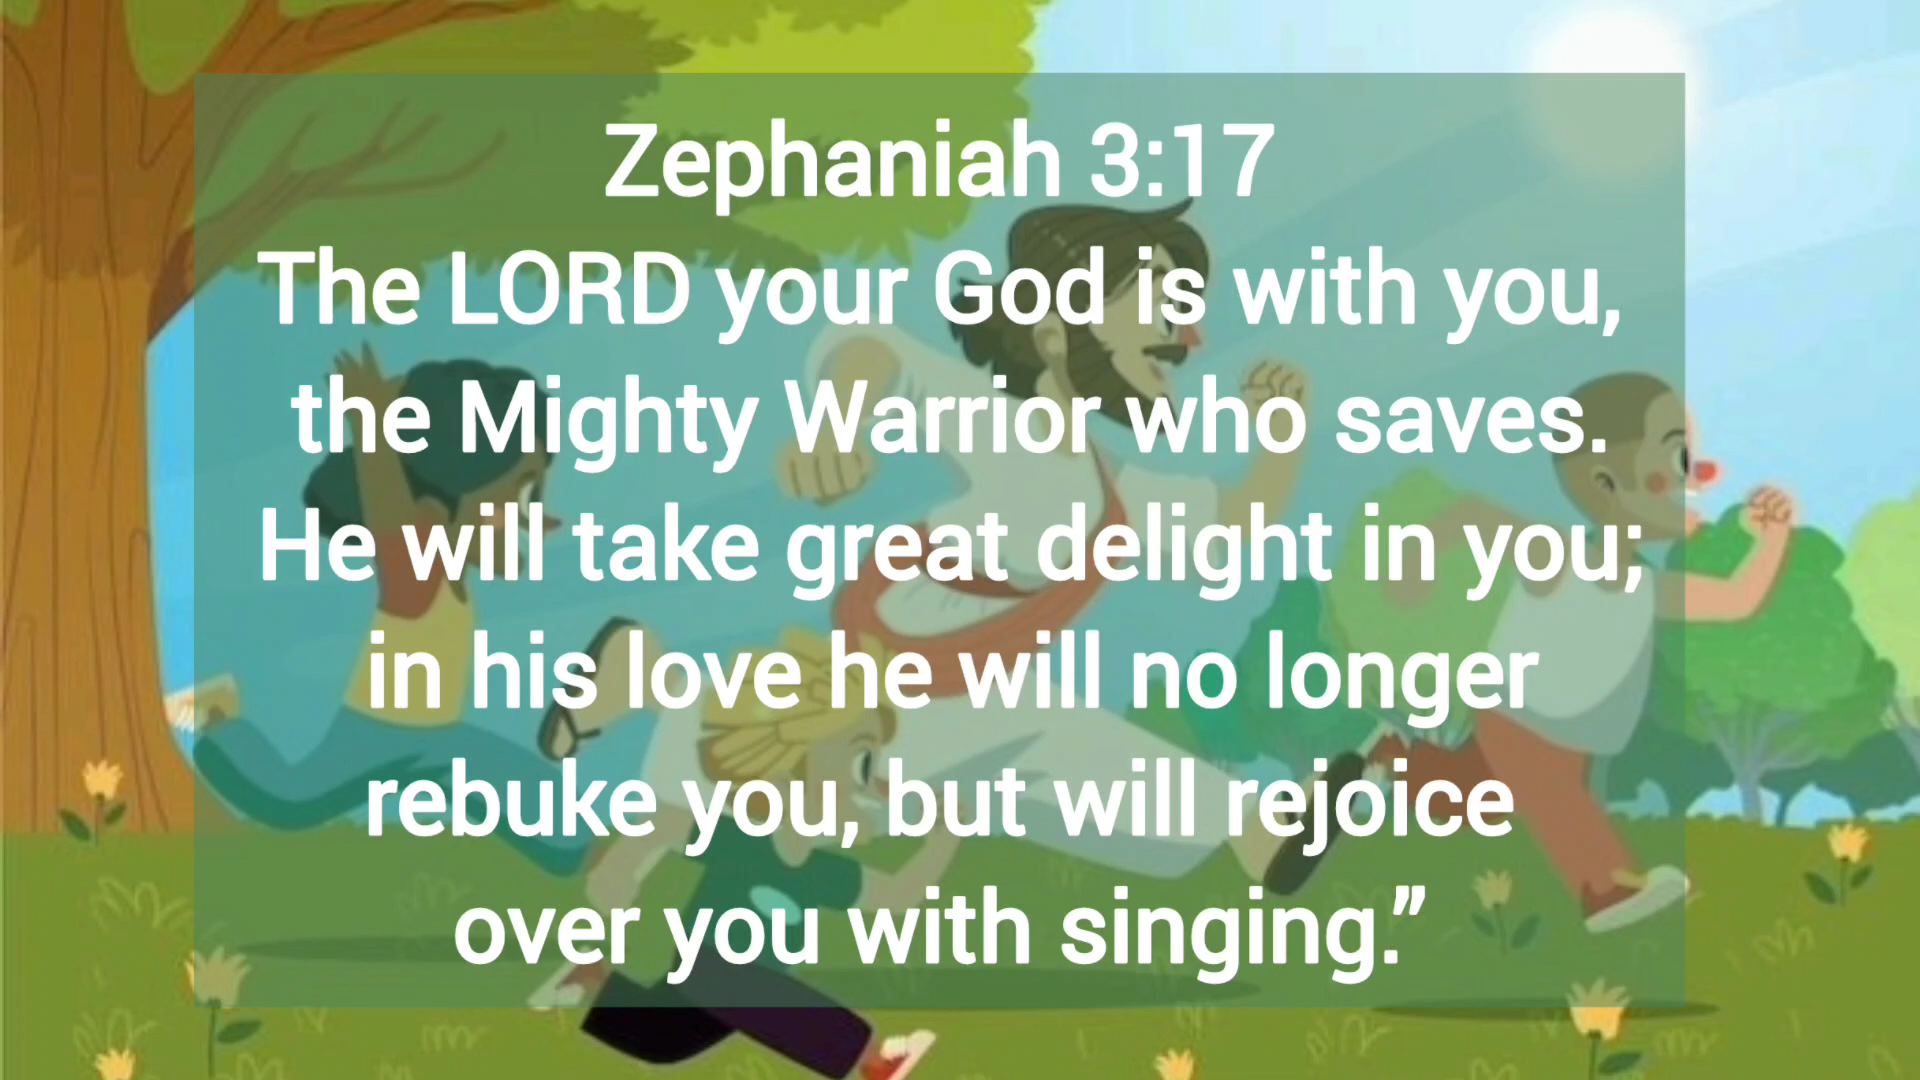 Zephaniah 3:17
The LORD your God is with you,
the Mighty Warrior who saves.
He will take great delight in you;
in his love he will no longer
rebuke you, but will rejoice
over you with singing.”